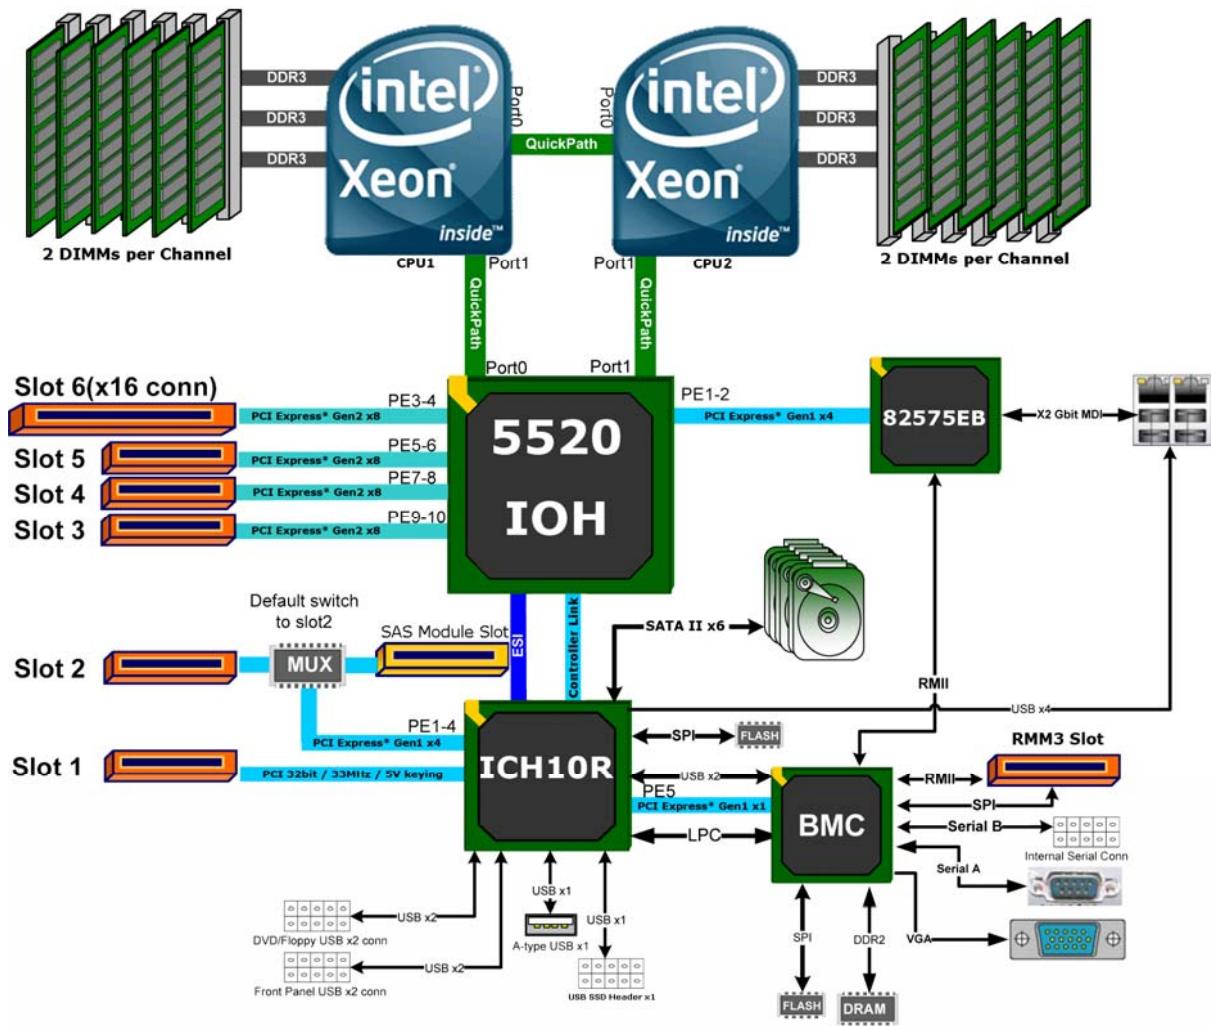 DDR3
DDR3
DDR3
intel®
Xeon®
inside™
Port0
QuickPath
Port0
intel®
Xeon®
inside™
DDR3
DDR3
DDR3
2 DIMMs per Channel
CPU1
Port1
Port1
CPU2
2 DIMMs per Channel
QuickPath
QuickPath
Port0
Port1
Slot 6(x16 conn)
PE3-4
PCI Express* Gen2 x8
Slot 5
PE5-6
PCI Express* Gen2 x8
Slot 4
PE7-8
PCI Express* Gen2 x8
Slot 3
PE9-10
PCI Express* Gen2 x8
5520
IOH
PE1-2
PCI Express* Gen1 x4
82575EB
X2 Gbit MDI
Default switch
to slot2
SAS Module Slot
ESI
Controller Link
SATA II x6
RMII
USB x4
Slot 2
MUX
PE1-4
PCI Express* Gen1 x4
Slot 1
PCI 32bit / 33MHz / 5V keying
ICH10R
SPI
FLASH
USB x2
PE5
PCI Express* Gen1 x1
LPC
BMC
RMM3 Slot
RMII
SPI
Serial B
Internal Serial Conn
Serial A
VGA
USB x2
DVD/Floppy USB x2 conn
USB x2
Front Panel USB x2 conn
USB x1
A-type USB x1
USB x1
USB SSD Header x1
SPI
FLASH
DDR2
DRAM